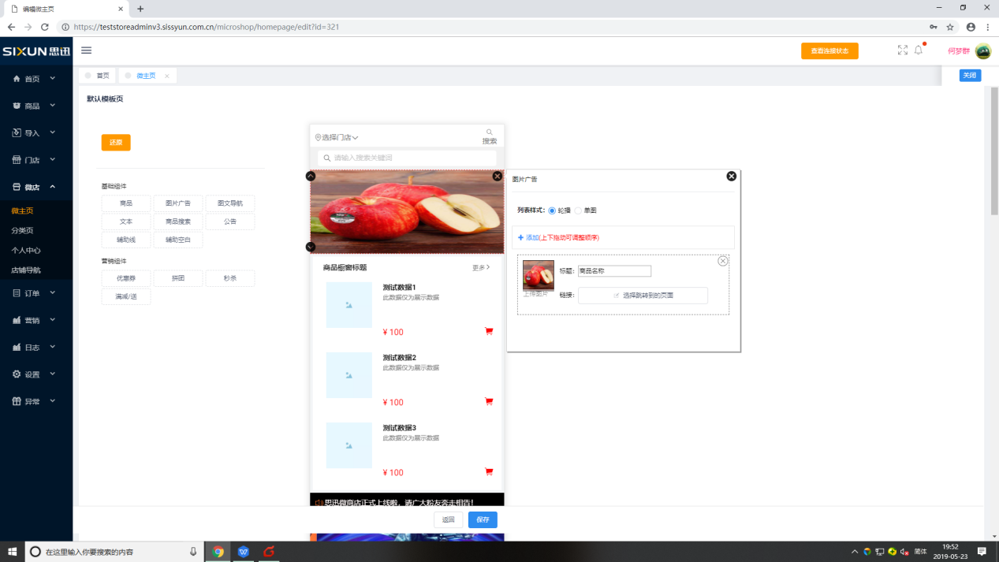 编辑微主页
https://teststoreadminv3.sissyun.com.cn/microshop/homepage/edit?id=321
SIXUN思迅
查看连接状态
何梦群
首页
微主页
关闭
首页
商品
导入
门店
微店
微主页
分类页
个人中心
店铺导航
订单
营销
日志
设置
异常
默认模板页
还原
基础组件
商品
图片广告
图文导航
文本
商品搜索
公告
辅助线
辅助空白
营销组件
优惠券
拼团
秒杀
满减/送
选择门店
搜索
请输入搜索关键词
商品橱窗标题
更多
测试数据1
此数据仅为展示数据
¥ 100
测试数据2
此数据仅为展示数据
¥ 100
测试数据3
此数据仅为展示数据
¥ 100
思迅微商店正式上线啦，请广大粉友奔走相告！
返回
保存
图片广告
列表样式： 轮播 单图
+ 添加(上下拖动可调整顺序)
上传图片
标题： 商品名称
链接： 选择跳转到的页面
在这里输入你要搜索的内容
简体
19:52
2019-05-23